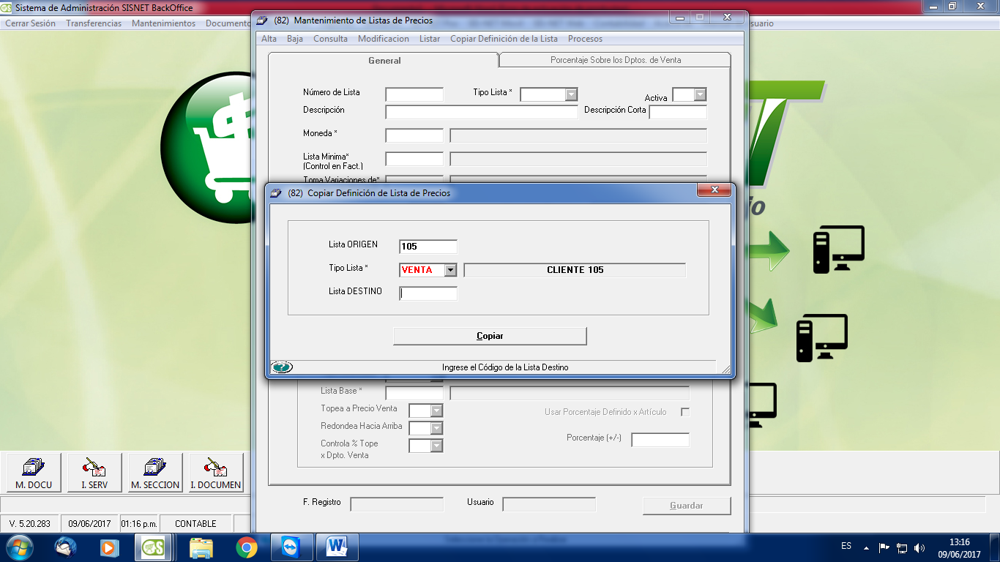 Sistema de Administración SISNET BackOffice
Cerrar Sesión Transferencias Mantenimientos Documento
suario
(82) Mantenimiento de Listas de Precios
Alta Baja Consulta Modificacion Listar Copiar Definición de la Lista Procesos
General Porcentaje Sobre los Dptos. de Venta
Número de Lista Tipo Lista * Activa
Descripción Descripción Corta
Moneda *
Lista Minima*
(Control en Fact.)
Toma Variaciones de*
(82) Copiar Definición de Lista de Precios
Lista ORIGEN 105
Tipo Lista * VENTA CLIENTE 105
Lista DESTINO
Copiar
Ingrese el Código de la Lista Destino
Lista Base *
Topea a Precio Venta Usar Porcentaje Definido x Artículo
Redondea Hacia Arriba
Porcentaje (+/-)
Controla % Tope
x Dpto. Venta
F. Registro Usuario Guardar
M. DOCU I. SERV M. SECCION I. DOCUMEN
V. 5.20.283 09/06/2017 01:16 p.m. CONTABLE
ES 13:16
09/06/2017